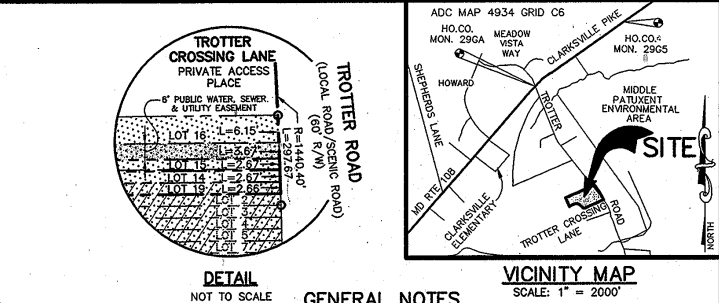 TROTTER
CROSSING LANE
PRIVATE ACCESS
PLACE
6' PUBLIC WATER, SEWER,
& UTILITY EASEMENT
LOT 16
L=6.15'
L=3.67'
LOT 15
L=2.67'
LOT 14
L=2.67'
LOT 19
L=2.66'
LOT 2
LOT 3
LOT 4
LOT 5
LOT 7
R=1440.40'
L=297.67'
TROTTER ROAD
(LOCAL ROAD/SCENIC ROAD)
(60' R/W)
DETAIL
NOT TO SCALE
GENERAL NOTES
ADC MAP 4934 GRID C6
HO.CO.
MON. 29GA
MEADOW
VISTA
WAY
CLARKSVILLE PIKE
HO.CO.
MON. 29G5
SHEPHERDS LANE
HOWARD
TROTTER
ROAD
MIDDLE
PATUXENT
ENVIRONMENTAL
AREA
SITE
MD RTE 108
CLARKSVILLE
ELEMENTARY
TROTTER CROSSING
LANE
NORTH
VICINITY MAP
SCALE: 1" = 2000'